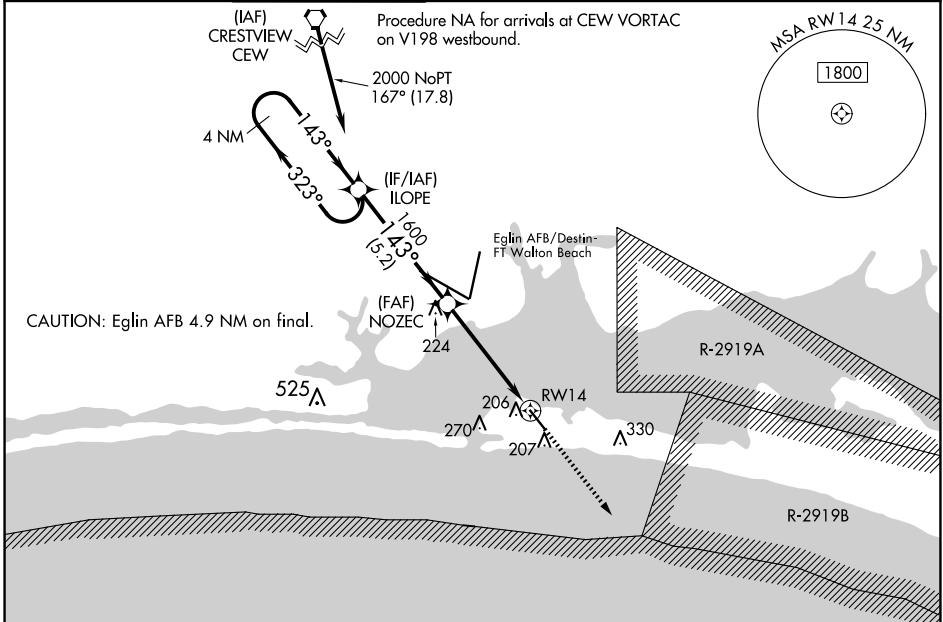 (IAF)
CRESTVIEW
CEW
Procedure NA for arrivals at CEW VORTAC
on V198 westbound.
MSA RW14 25 NM
1800
2000 NoPT
167° (17.8)
4 NM
143°
323°
(IF/IAF)
ILOPE
1600
143°
(5.2)
Eglin AFB/Destin-
FT Walton Beach
(FAF)
NOZEC
224
CAUTION: Eglin AFB 4.9 NM on final.
R-2919A
525
206
RW14
270
207
330
R-2919B